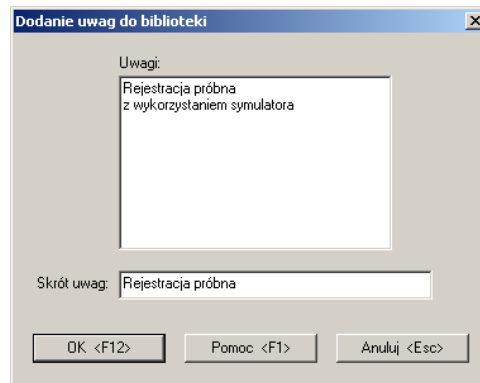 Dodanie uwag do biblioteki
Uwagi:
Rejestracja próbna
z wykorzystaniem symulatora
Skrót uwag: Rejestracja próbna
OK <F12> Pomoc <F1> Anuluj <Esc>